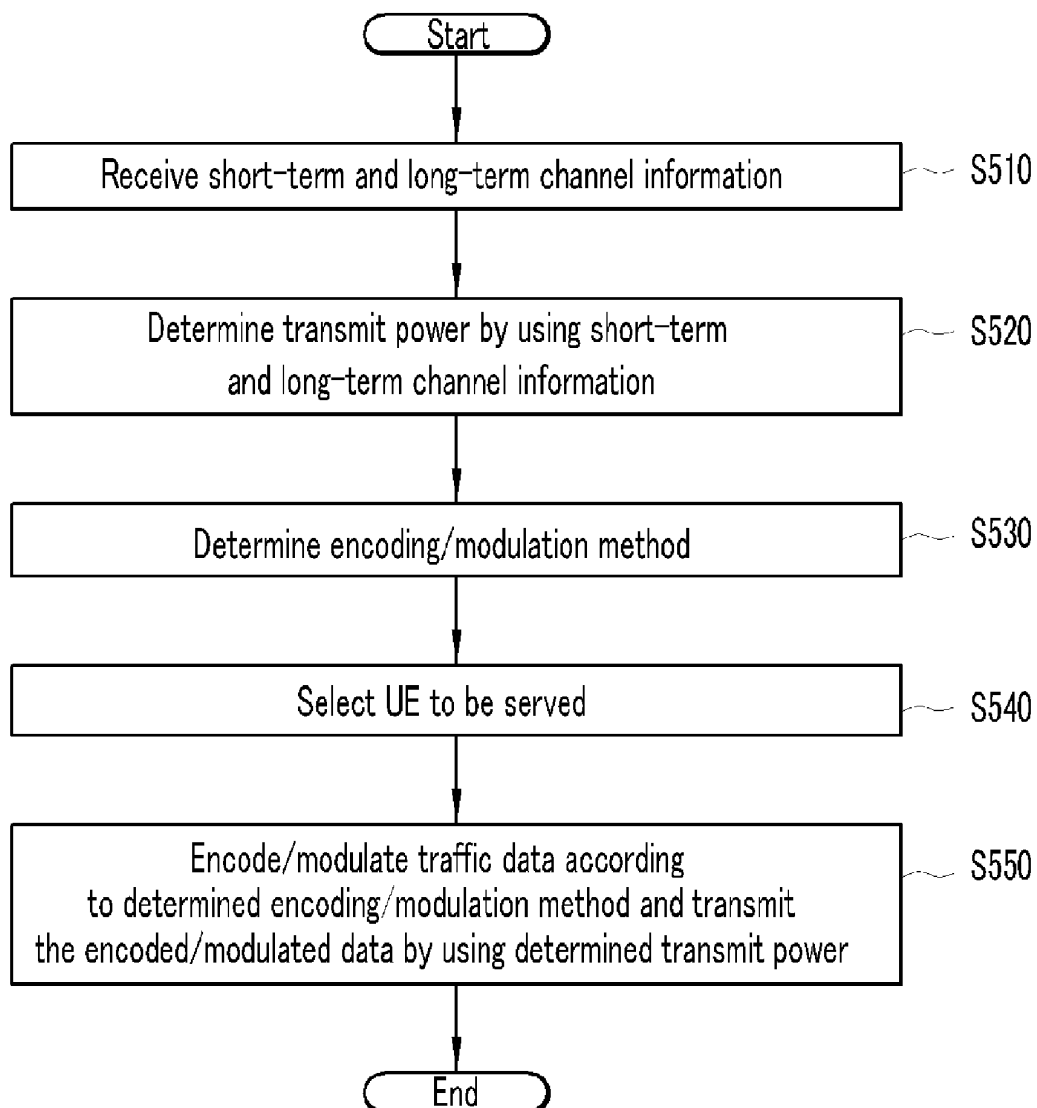 Start
Receive short-term and long-term channel information
S510
Determine transmit power by using short-term
and long-term channel information
S520
Determine encoding/modulation method
S530
Select UE to be served
S540
Encode/modulate traffic data according
to determined encoding/modulation method and transmit
the encoded/modulated data by using determined transmit power
S550
End